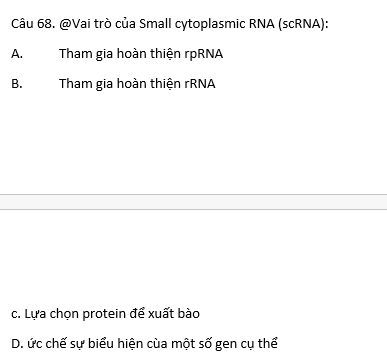 Câu 68. @Vai trò của Small cytoplasmic RNA (scRNA):
A. Tham gia hoàn thiện rpRNA
B. Tham gia hoàn thiện rRNA
c. Lựa chọn protein để xuất bào
D. ức chế sự biểu hiện cùa một số gen cụ thể